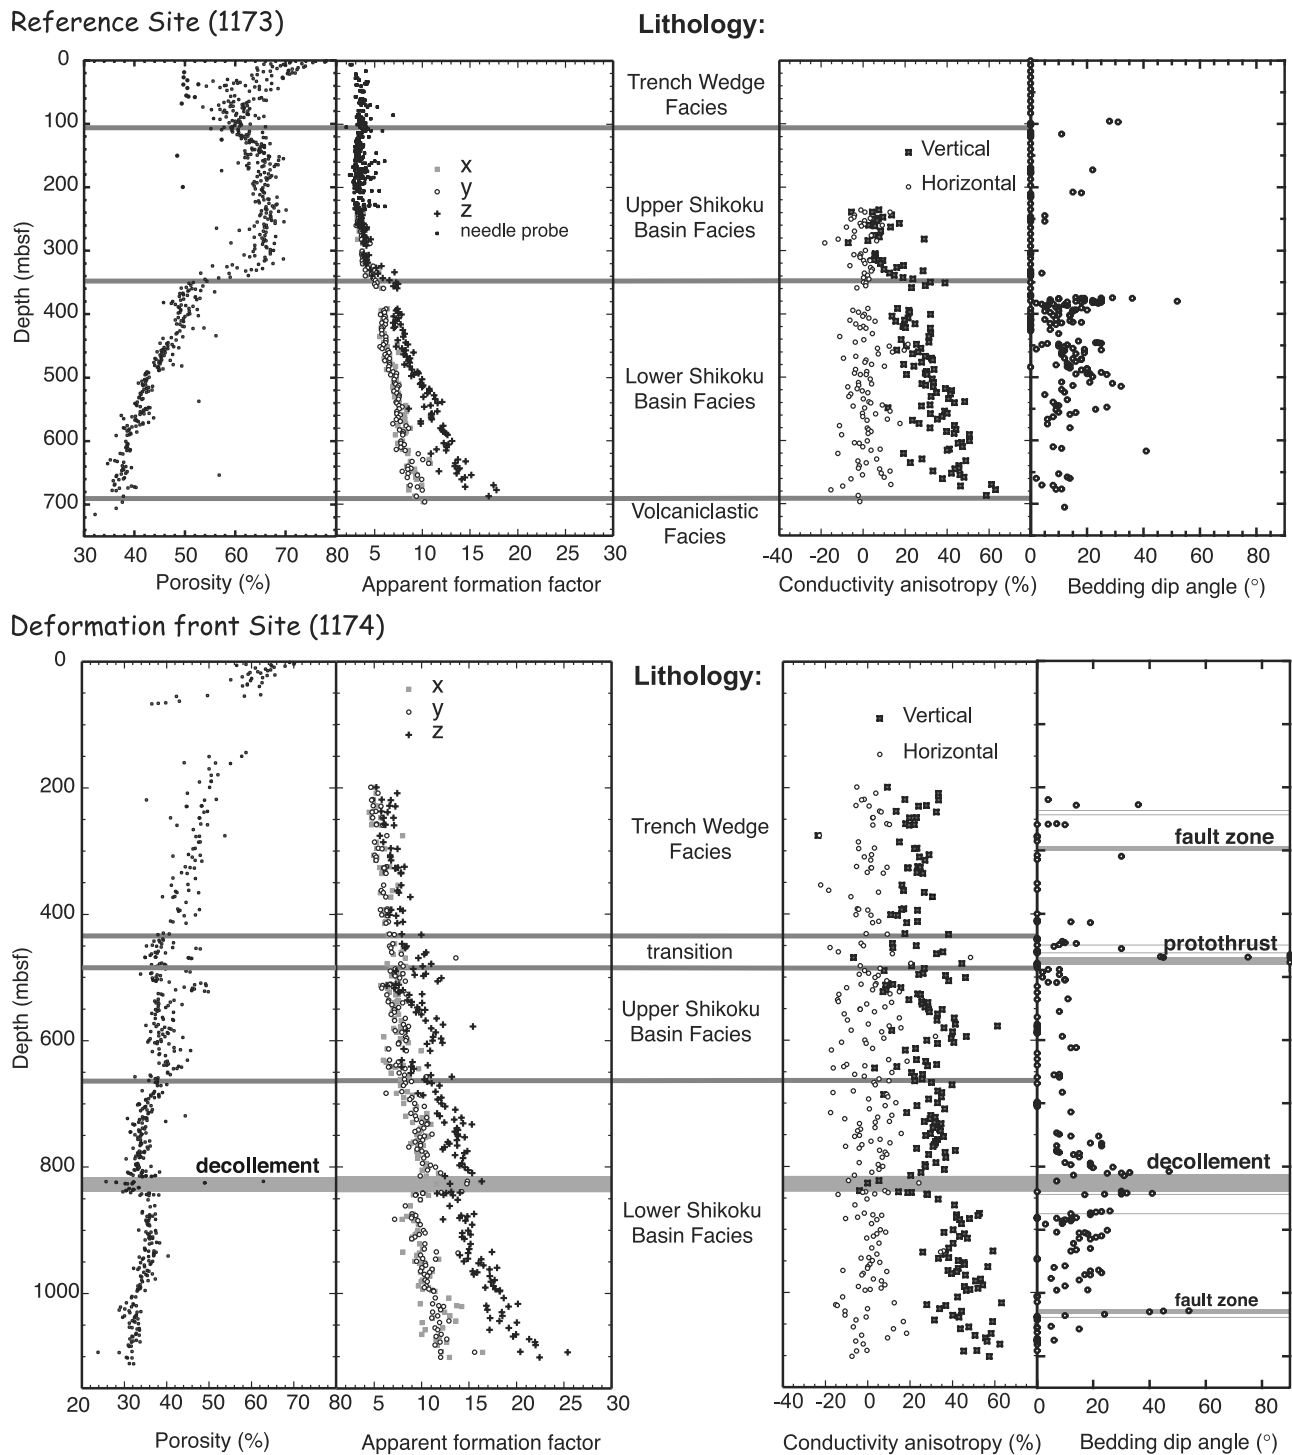 Reference Site (1173)
Lithology:
0
100
200
300
400
500
600
700
Depth (mbsf)
30
40
50
60
70
80
Porosity (%)
x
y
z
needle probe
5
10
15
20
25
30
Apparent formation factor
Trench Wedge
Facies
Upper Shikoku
Basin Facies
Lower Shikoku
Basin Facies
Volcaniclastic
Facies
Vertical
Horizontal
-40
-20
0
20
40
60
Conductivity anisotropy (%)
0
20
40
60
80
Bedding dip angle (°)
Deformation front Site (1174)
Lithology:
0
200
400
600
800
1000
Depth (mbsf)
decollement
20
30
40
50
60
70
80
Porosity (%)
x
y
z
5
10
15
20
25
30
Apparent formation factor
Trench Wedge
Facies
transition
Upper Shikoku
Basin Facies
Lower Shikoku
Basin Facies
Vertical
Horizontal
-40
-20
0
20
40
60
Conductivity anisotropy (%)
fault zone
protothrust
decollement
fault zone
0
20
40
60
80
Bedding dip angle (°)